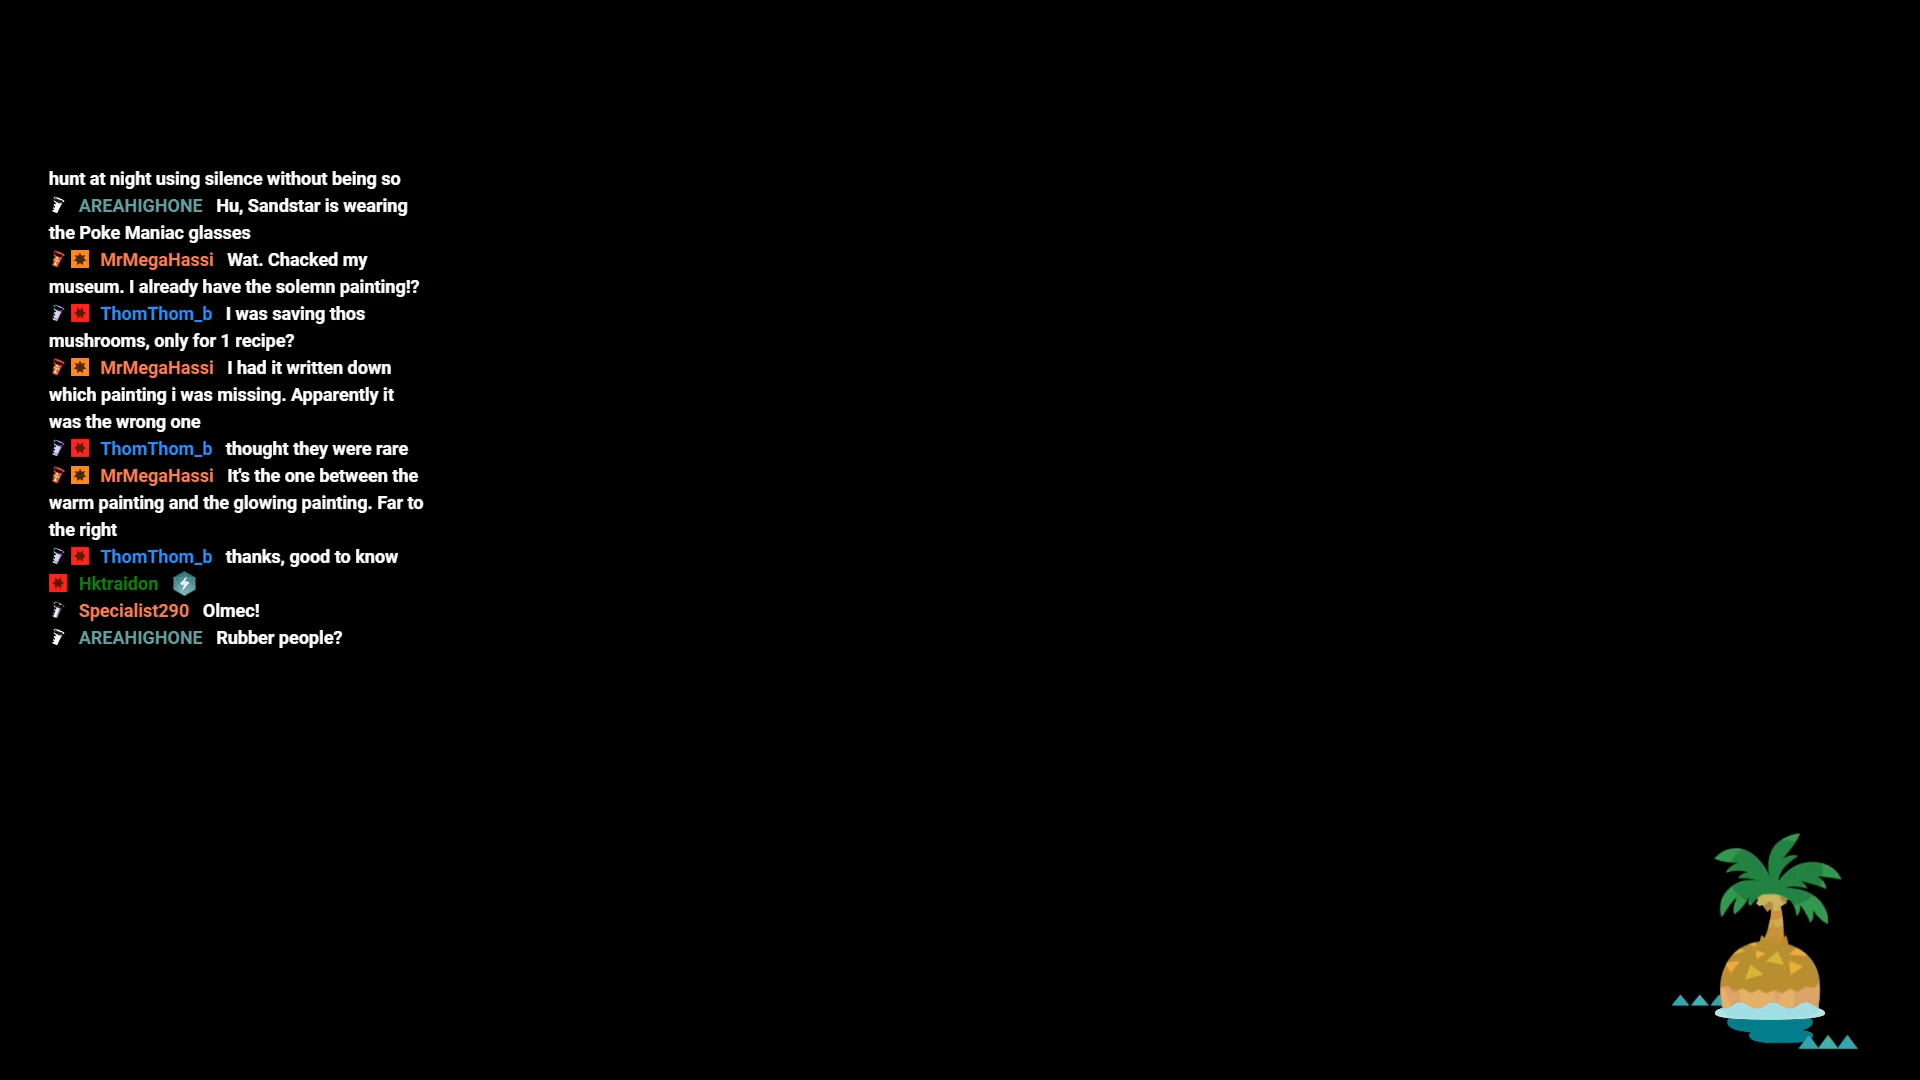 hunt at night using silence without being so
AREAHIGHONE Hu, Sandstar is wearing
the Poke Maniac glasses
MrMegaHassi Wat. Chacked my
museum. I already have the solemn painting!?
ThomThom_b I was saving thos
mushrooms, only for 1 recipe?
MrMegaHassi I had it written down
which painting i was missing. Apparently it
was the wrong one
ThomThom_b thought they were rare
MrMegaHassi It's the one between the
warm painting and the glowing painting. Far to
the right
ThomThom_b thanks, good to know
Hktraidon
Specialist290 Olmec!
AREAHIGHONE Rubber people?